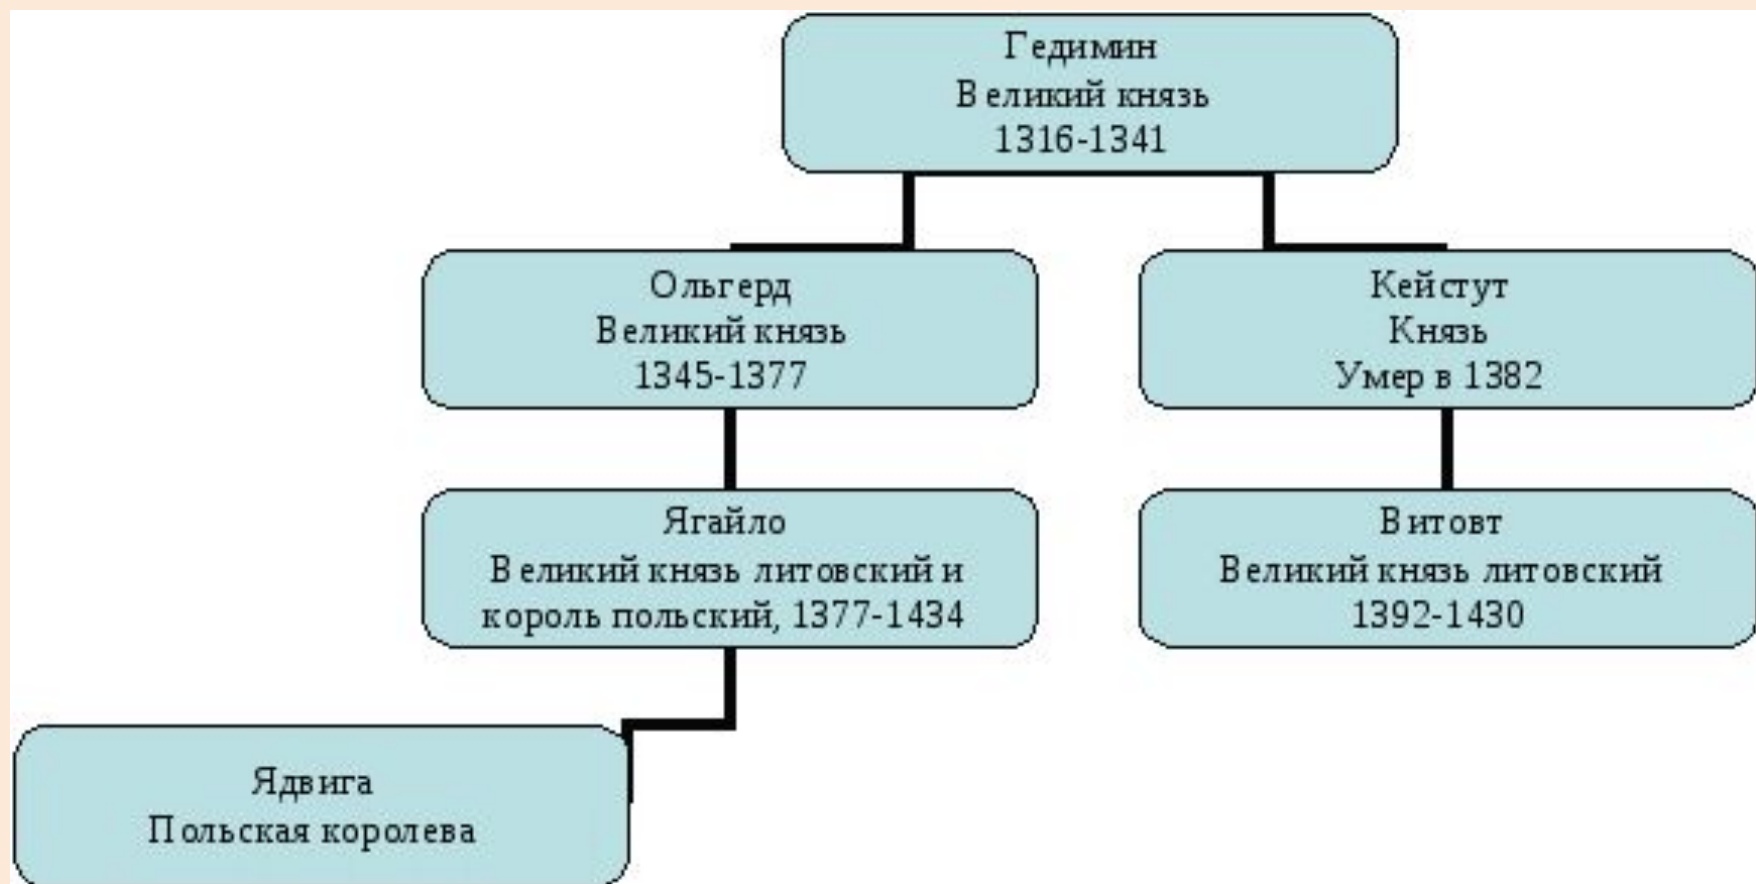 Гедимин
Великий князь
1316-1341
Ольгерд
Великий князь
1345-1377
Кейстут
Князь
Умер в 1382
Ягайло
Великий князь литовский и
король польский, 1377-1434
Витовт
Великий князь литовский
1392-1430
Ядвига
Польская королева